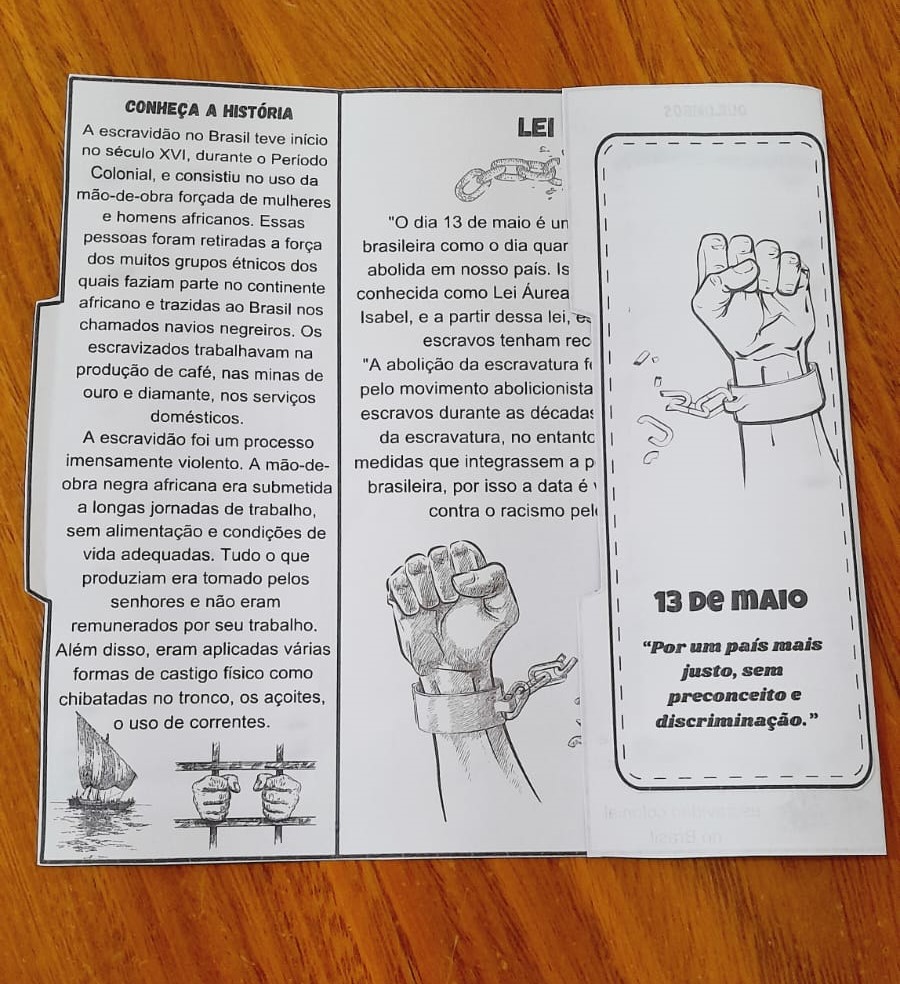 CONHEÇA A HISTÓRIA
A escravidão no Brasil teve início
no século XVI, durante o Período
Colonial, e consistiu no uso da
mão-de-obra forçada de mulheres
e homens africanos. Essas
pessoas foram retiradas a força
dos muitos grupos étnicos dos
quais faziam parte no continente
africano e trazidas ao Brasil nos
chamados navios negreiros. Os
escravizados trabalhavam na
produção de café, nas minas de
ouro e diamante, nos serviços
domésticos.
A escravidão foi um processo
imensamente violento. A mão-de-
obra negra africana era submetida
a longas jornadas de trabalho,
sem alimentação e condições de
vida adequadas. Tudo o que
produziam era tomado pelos
senhores e não eram
remunerados por seu trabalho.
Além disso, eram aplicadas várias
formas de castigo físico como
chibatadas no tronco, os açoites,
o uso de correntes.
LEI
"O dia 13 de maio é
brasileira como o dia
abolida em nosso país.
conhecida como Lei Áurea
Isabel, e a partir dessa lei,
escravos tenham
"A abolição da escravatura
pelo movimento abolicionista
escravos durante as
da escravatura, no entanto
medidas que integrassem a
brasileira, por isso a data é
contra o racismo
13 DE MAIO
"Por um país mais
justo, sem
preconceito e
discriminação."
escravidão colonial
no Brasil